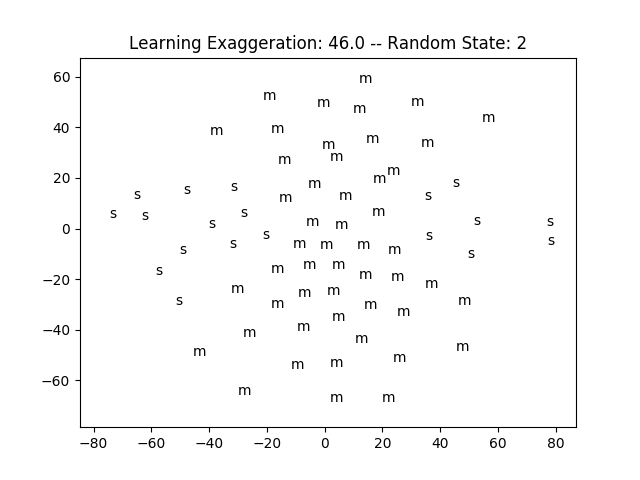 Learning Exaggeration: 46.0 -- Random State: 2
m
60
m
m m m
m
m m
40
m m
m m
m m
20 m m
s s s m m s
s m m s
s s s m
0 s m m s s
s s m m m s s
s m s
m m m
−20 s m m m
s m m m m m
m m m
m m
−40 m m
m m m
m m
−60 m
m m
−80 −60 −40 −20 0 20 40 60 80